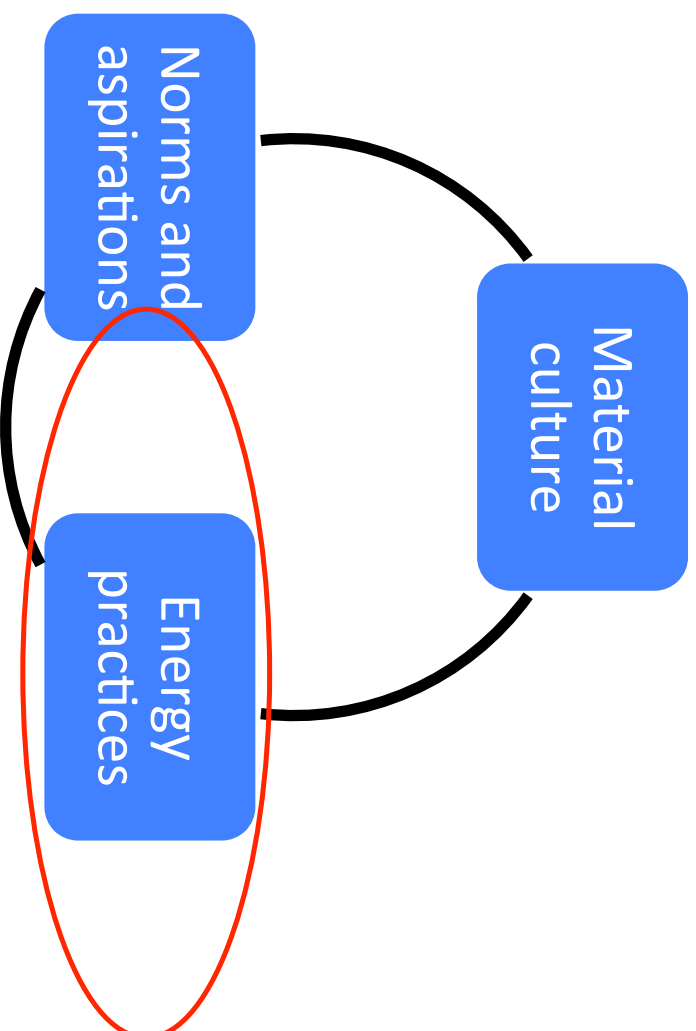 Material
culture
Norms and
aspirations
Energy
practices